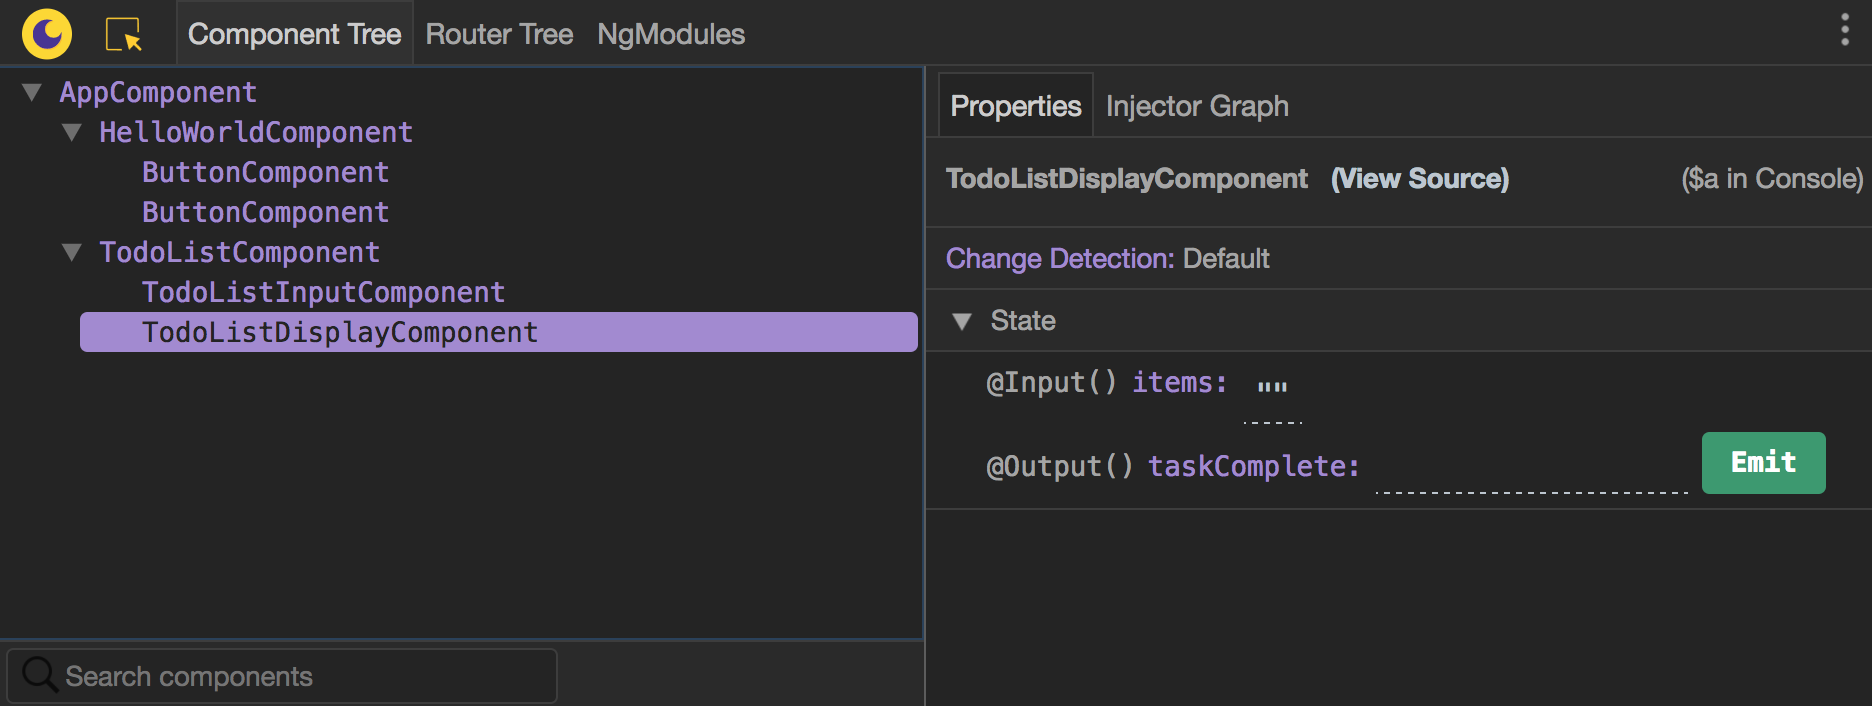 Component Tree Router Tree NgModules
AppComponent
HelloWorldComponent
ButtonComponent
ButtonComponent
TodoListComponent
TodoListInputComponent
TodoListDisplayComponent
Search components
Properties Injector Graph
TodoListDisplayComponent (View Source) ($a in Console)
Change Detection: Default
State
@Input() items: ""
@Output() taskComplete: Emit